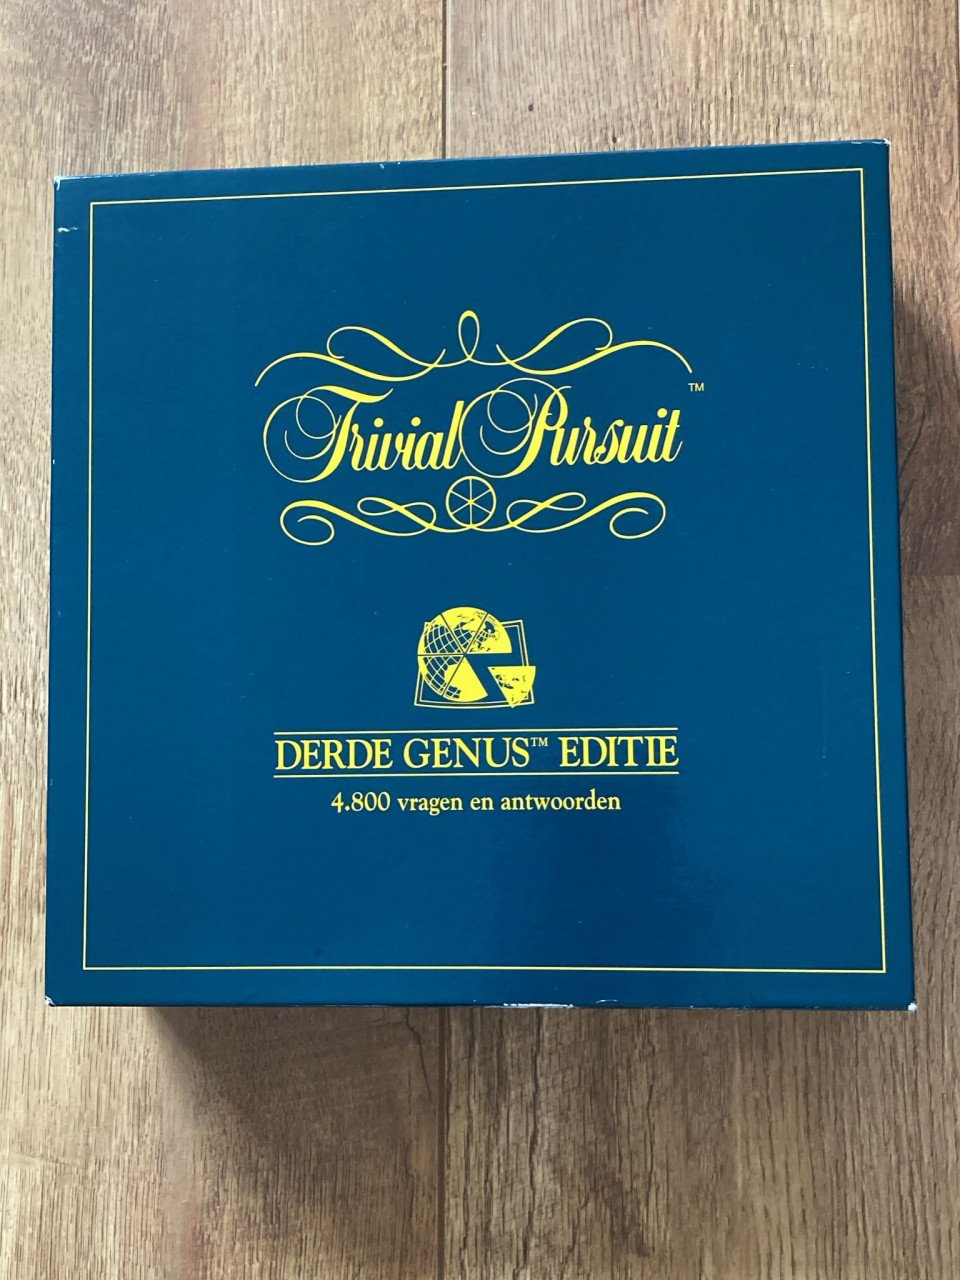 Trivial Pursuit™
DERDE GENUS™ EDITIE
4.800 vragen en antwoorden